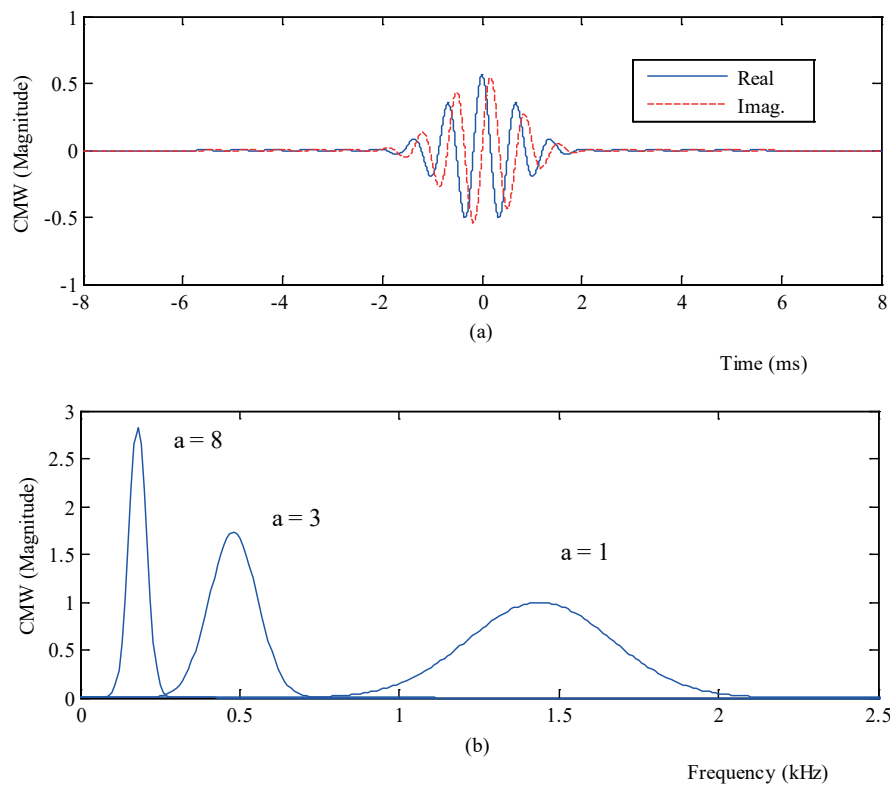 1
0.5
0
-0.5
-1
CMW (Magnitude)
Real
Imag.
-8 -6 -4 -2 0 2 4 6 8
(a)
Time (ms)
3
2.5
2
1.5
1
0.5
0
CMW (Magnitude)
a = 8
a = 3
a = 1
0 0.5 1 1.5 2 2.5
(b)
Frequency (kHz)